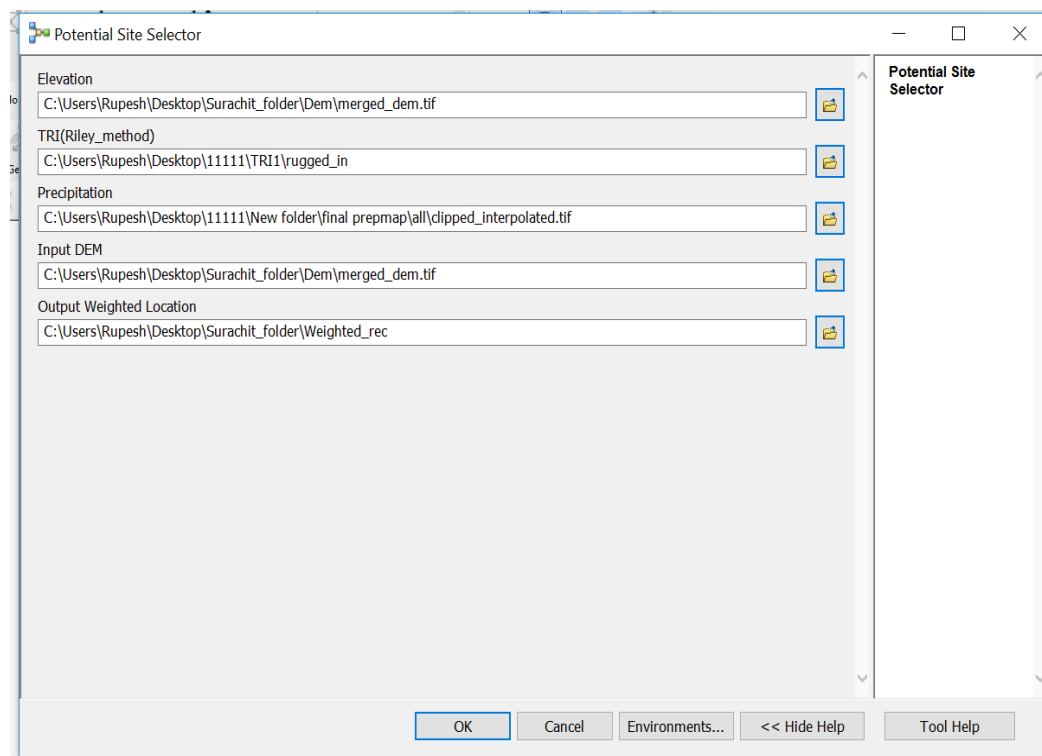 Potential Site Selector
Elevation
C:\Users\Rupesh\Desktop\Surachit_folder\Dem\merged_dem.tif
TRI(Riley_method)
C:\Users\Rupesh\Desktop\11111\TRI1\rugged_in
Precipitation
C:\Users\Rupesh\Desktop\11111\New folder\final prepmap\all\clipped_interpolated.tif
Input DEM
C:\Users\Rupesh\Desktop\Surachit_folder\Dem\merged_dem.tif
Output Weighted Location
C:\Users\Rupesh\Desktop\Surachit_folder\Weighted_rec
OK Cancel Environments... << Hide Help
Potential Site
Selector
Tool Help